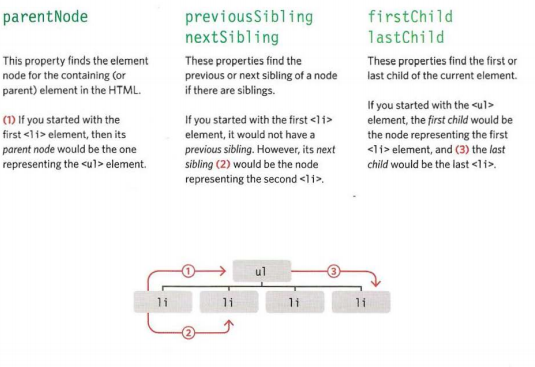 parentNode
This property finds the element
node for the containing (or
parent) element in the HTML.
(1) If you started with the
first <li> element, then its
parent node would be the one
representing the <ul> element.
previousSibling
nextSibling
These properties find the
previous or next sibling of a node
if there are siblings.
If you started with the first <li>
element, it would not have a
previous sibling. However, its next
sibling (2) would be the node
representing the second <li>.
firstChild
lastChild
These properties find the first or
last child of the current element.
If you started with the <ul>
element, the first child would be
the node representing the first
<li> element, and (3) the last
child would be the last <li>.
1 ul 3
li li li li
2